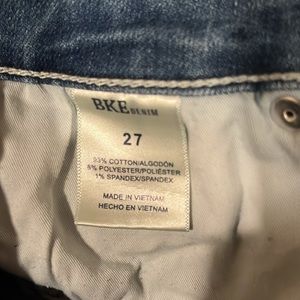 BKE DENIM
27
93% COTTON/ALGODÓN
6% POLYESTER/POLIÉSTER
1% SPANDEX/SPANDEX
MADE IN VIETNAM
HECHO EN VIETNAM